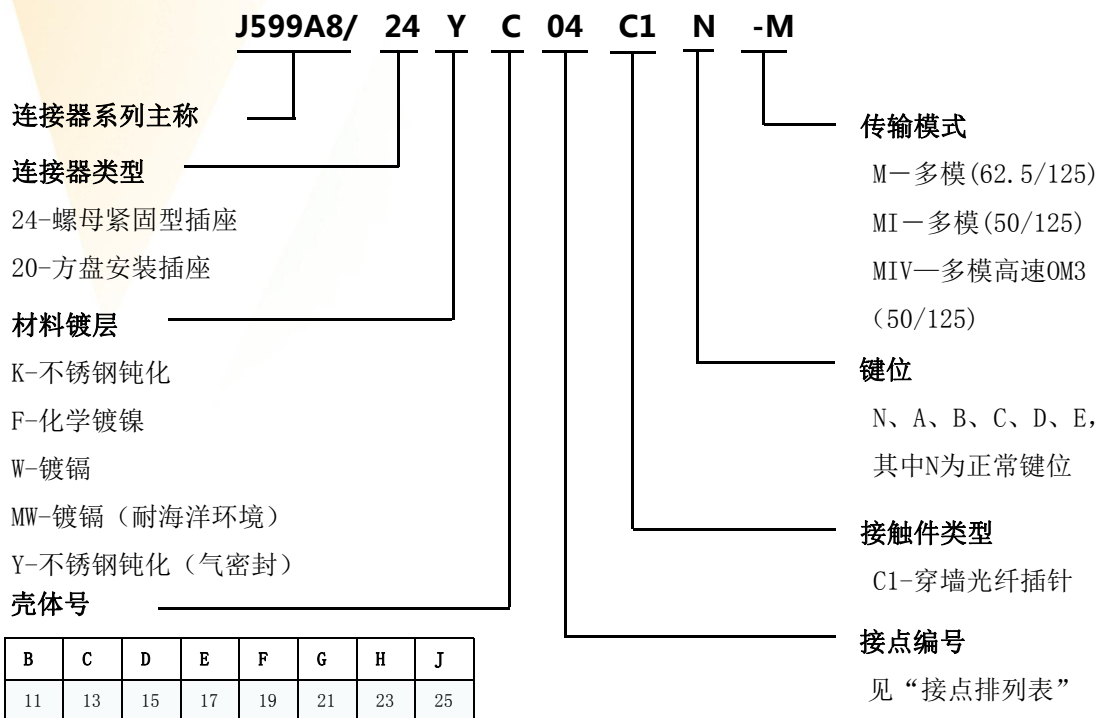 J599A8/ 24 Y C 04 C1 N -M
连接器系列主称
连接器类型
24-螺母紧固型插座
20-方盘安装插座
材料镀层
K-不锈钢钝化
F-化学镀镍
W-镀镉
MW-镀镉（耐海洋环境）
Y-不锈钢钝化（气密封）
壳体号
B C D E F G H J
11 13 15 17 19 21 23 25
传输模式
M—多模(62.5/125)
MI—多模(50/125)
MIV—多模高速OM3
（50/125)
键位
N、A、B、C、D、E，
其中N为正常键位
接触件类型
C1-穿墙光纤插针
接点编号
见“接点排列表”